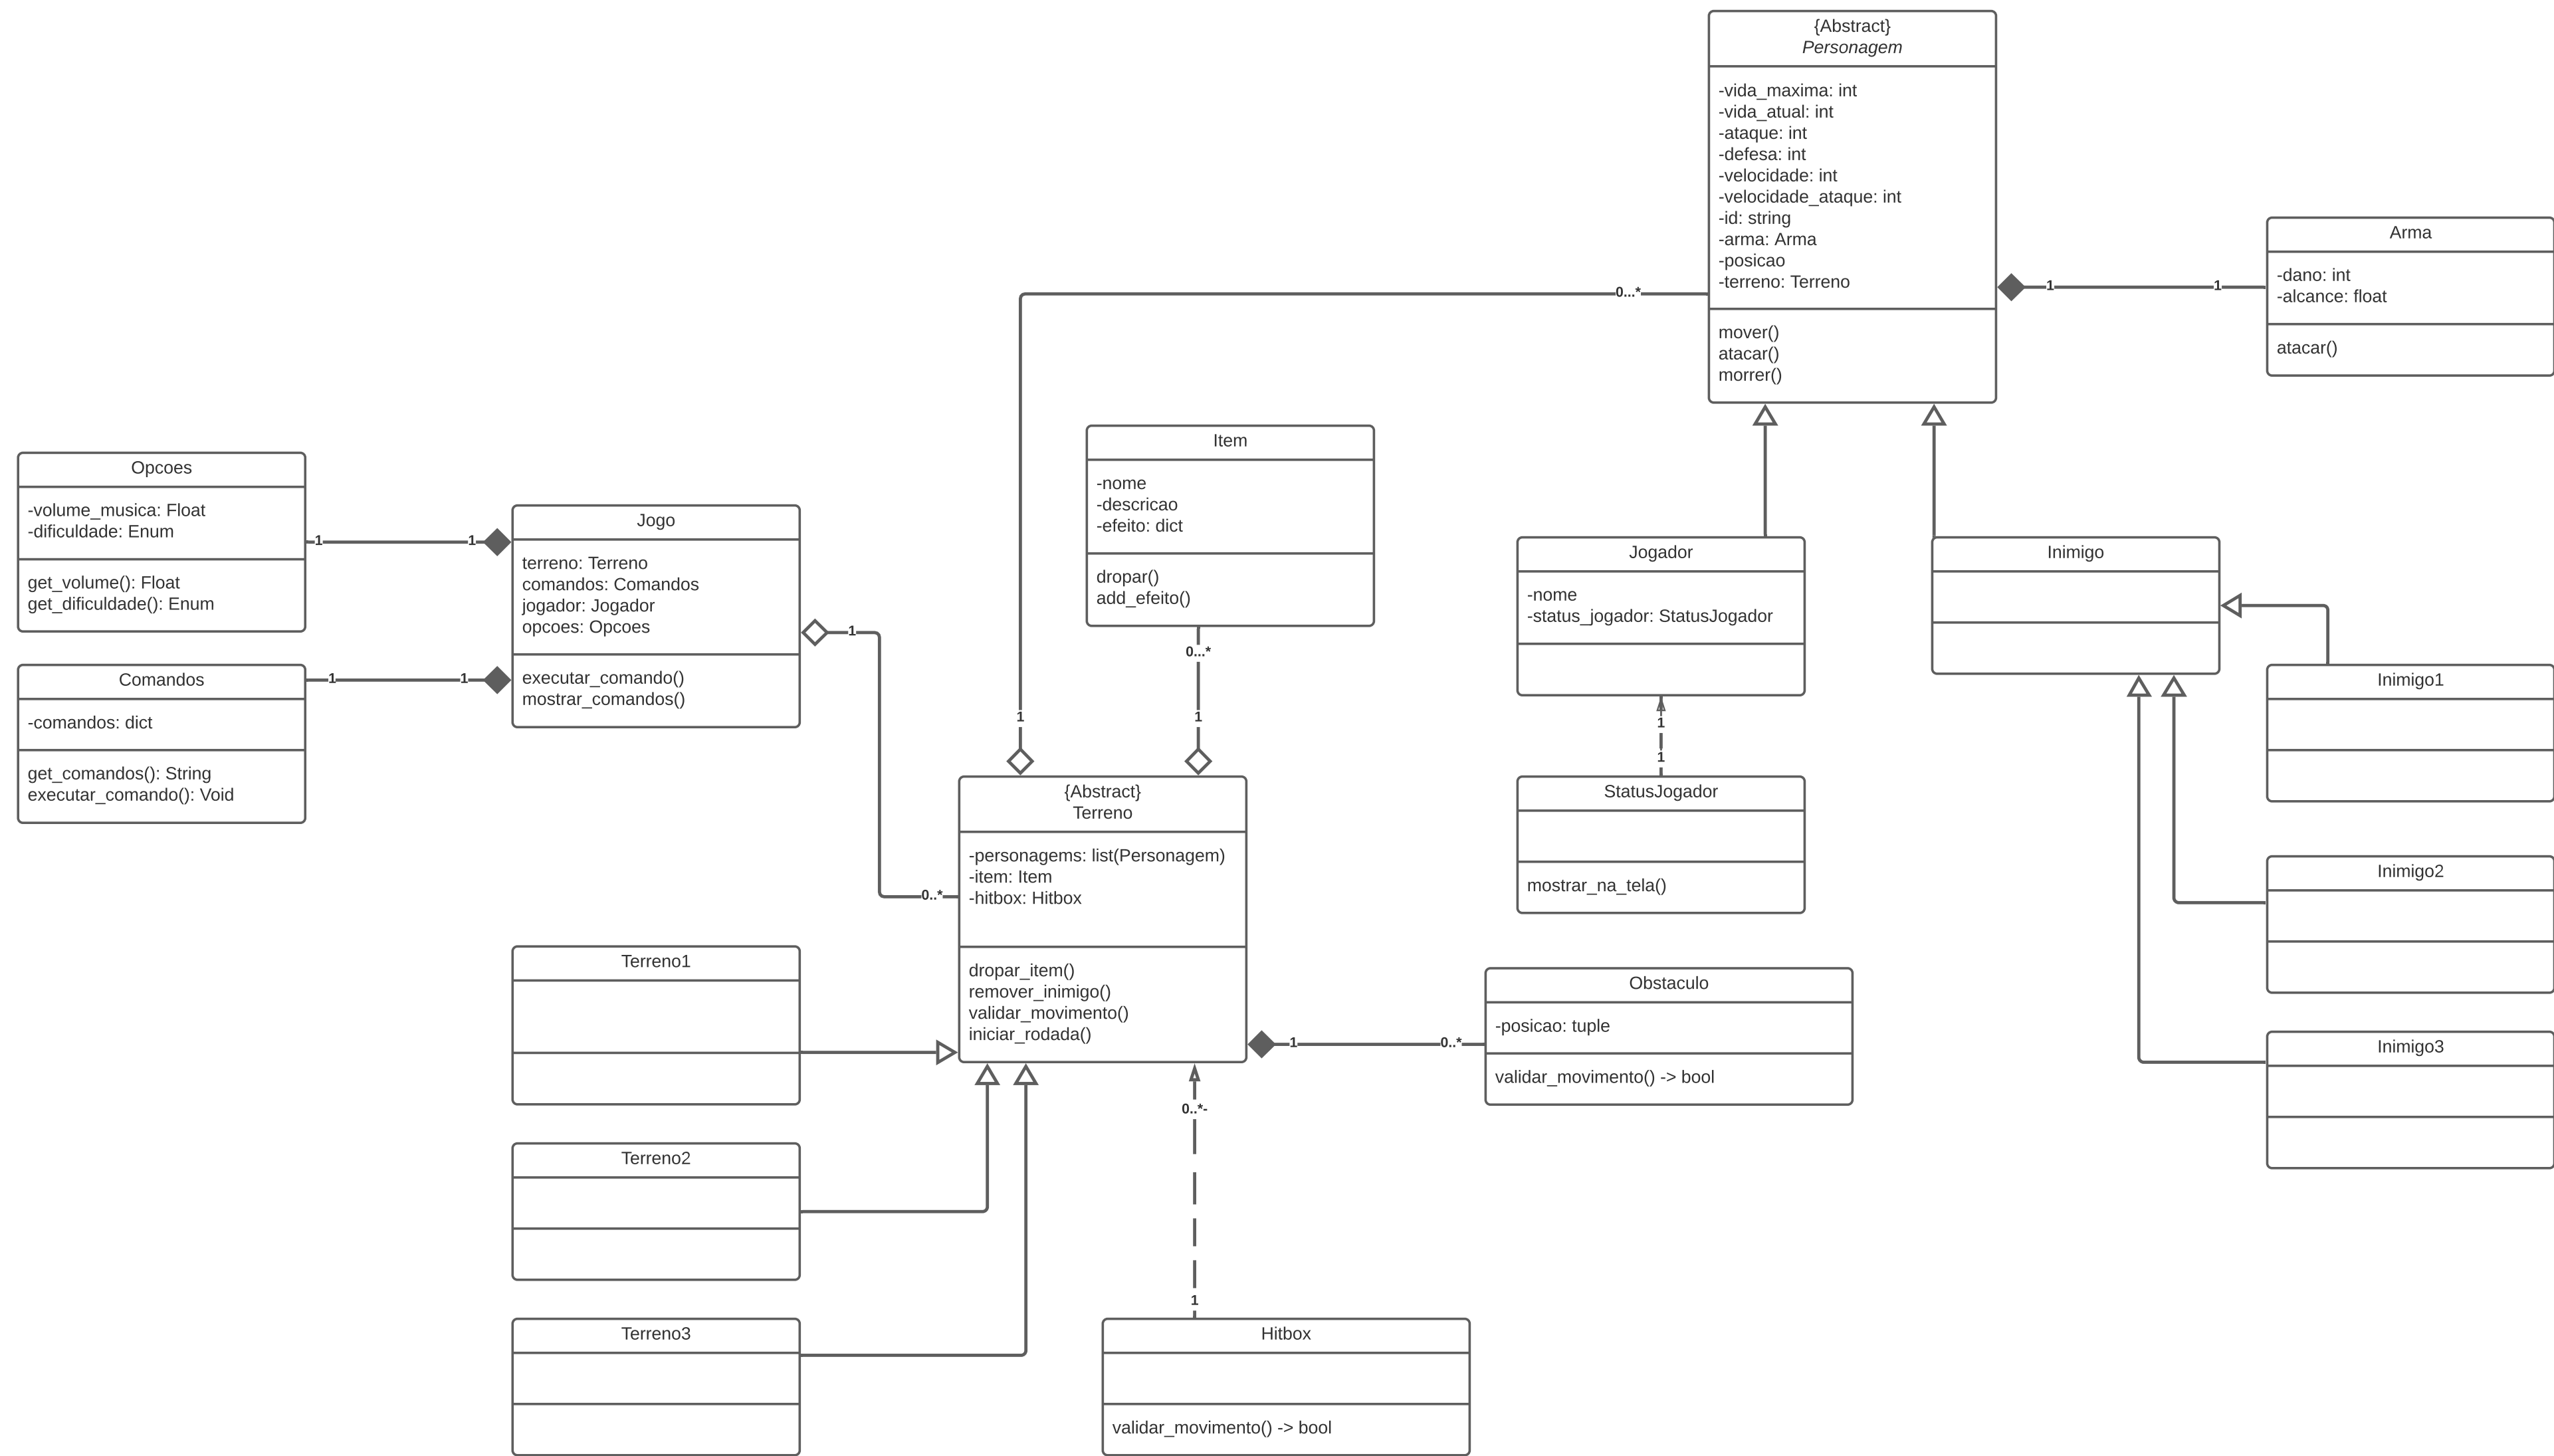 {Abstract}
Personagem
-vida_maxima: int
-vida_atual: int
-ataque: int
-defesa: int
-velocidade: int
-velocidade_ataque: int
-id: string
-arma: Arma
-posicao
-terreno: Terreno
mover()
atacar()
morrer()
1
1
Arma
-dano: int
-alcance: float
atacar()
0...*
1
Item
-nome
-descricao
-efeito: dict
dropar()
add_efeito()
0...*
1
Opcoes
-volume_musica: Float
-dificuldade: Enum
get_volume(): Float
get_dificuldade(): Enum
1
1
Jogo
terreno: Terreno
comandos: Comandos
jogador: Jogador
opcoes: Opcoes
executar_comando()
mostrar_comandos()
1
0..*
Comandos
-comandos: dict
get_comandos(): String
executar_comando(): Void
1
1
Jogador
-nome
-status_jogador: StatusJogador
1
1
StatusJogador
mostrar_na_tela()
Inimigo
Inimigo1
Inimigo2
Inimigo3
{Abstract}
Terreno
-personagems: list(Personagem)
-item: Item
-hitbox: Hitbox
dropar_item()
remover_inimigo()
validar_movimento()
iniciar_rodada()
1
0..*
Obstaculo
-posicao: tuple
validar_movimento() -> bool
Terreno1
Terreno2
Terreno3
0..*-
1
Hitbox
validar_movimento() -> bool